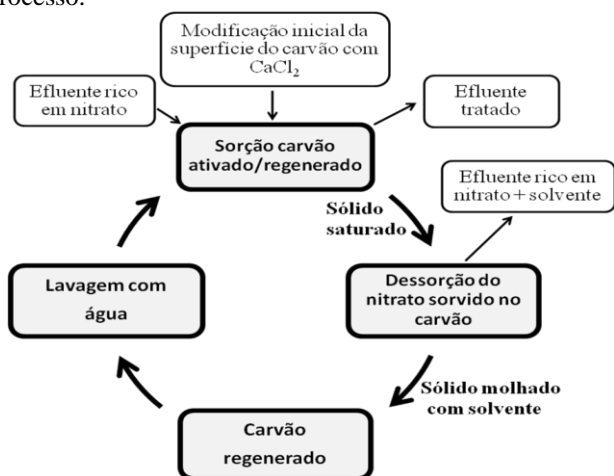 rocesso.
Modificação inicial da
superfície do carvão com
CaCl₂
Efluente rico
em nitrato
Efluente
tratado
Sorção carvão
ativado/regenerado
Efluente rico em
nitrato + solvente
Sólido
saturado
Lavagem com
água
Dessorção do
nitrato sorvido no
carvão
Sólido molhado
com solvente
Carvão
regenerado